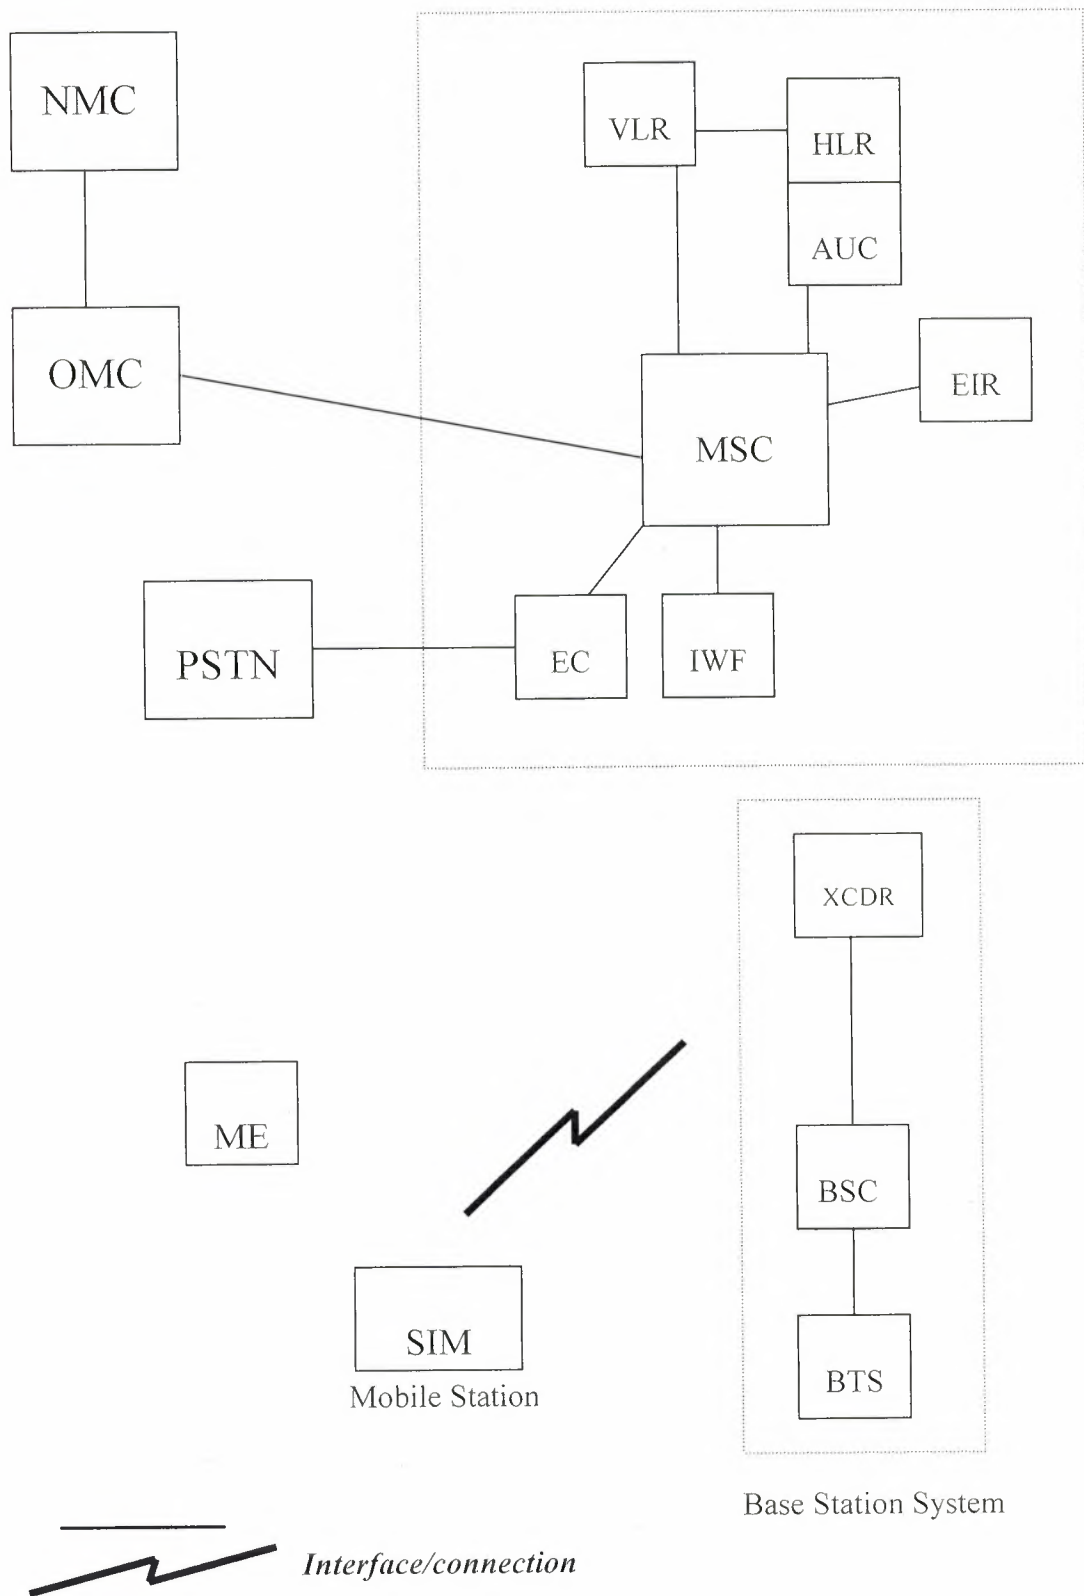 NMC
VLR
HLR
AUC
OMC
EIR
MSC
PSTN
EC
IWF
XCDR
ME
BSC
SIM
Mobile Station
BTS
Base Station System
Interface/connection